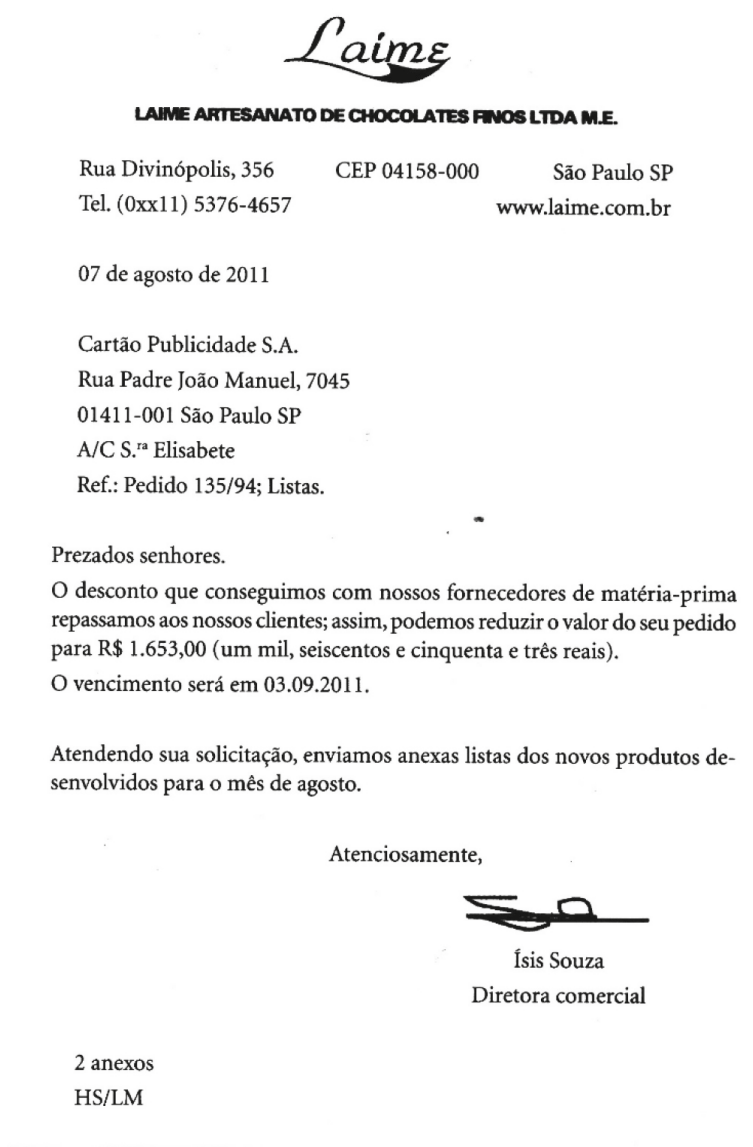 Laime
LAIME ARTESANATO DE CHOCOLATES FINOS LTDA M.E.
Rua Divinópolis, 356 CEP 04158-000 São Paulo SP
Tel. (0xx11) 5376-4657 www.laime.com.br
07 de agosto de 2011
Cartão Publicidade S.A.
Rua Padre João Manuel, 7045
01411-001 São Paulo SP
A/C S.ra Elisabete
Ref.: Pedido 135/94; Listas.
Prezados senhores.
O desconto que conseguimos com nossos fornecedores de matéria-prima
repassamos aos nossos clientes; assim, podemos reduzir o valor do seu pedido
para R$ 1.653,00 (um mil, seiscentos e cinquenta e três reais).
O vencimento será em 03.09.2011.
Atendendo sua solicitação, enviamos anexas listas dos novos produtos de-
senvolvidos para o mês de agosto.
Atenciosamente,
Ísis Souza
Diretora comercial
2 anexos
HS/LM